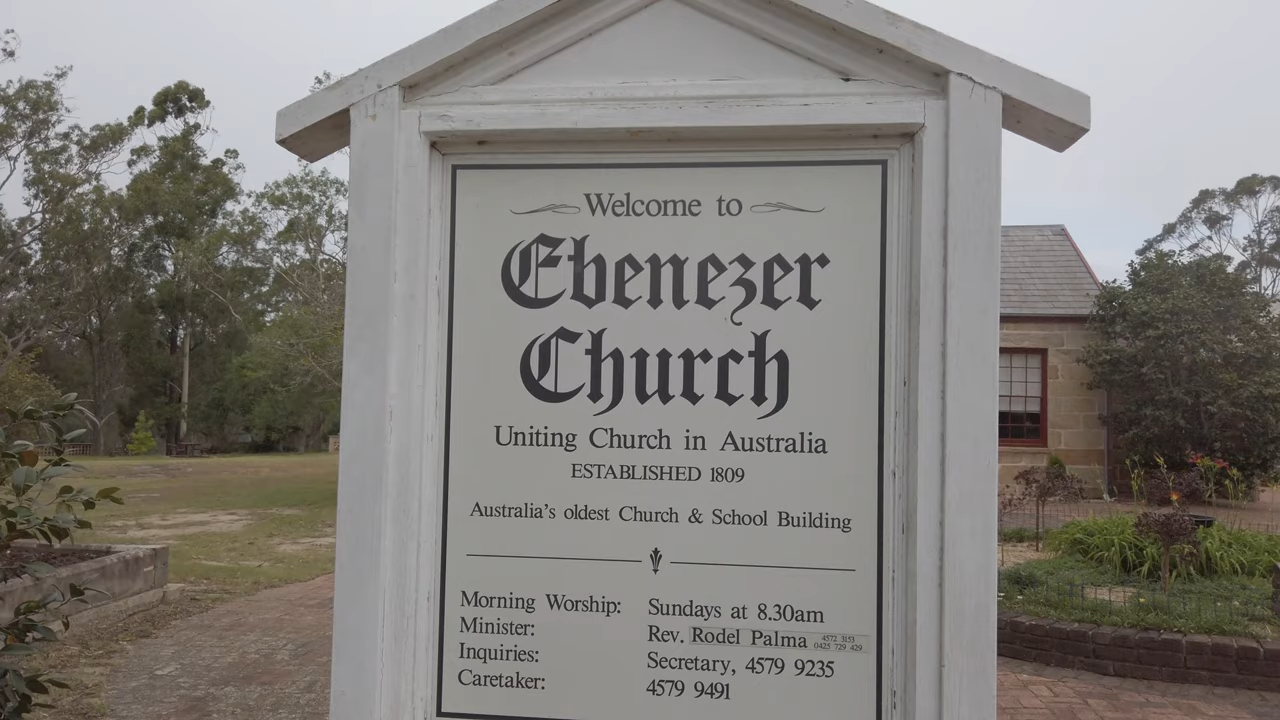 Welcome to
Ebenezer
Church
Uniting Church in Australia
ESTABLISHED 1809
Australia's oldest Church & School Building
Morning Worship: Sundays at 8.30am
Minister: Rev. Rodel Palma 4572 3153 0425 729 429
Inquiries: Secretary, 4579 9235
Caretaker: 4579 9491